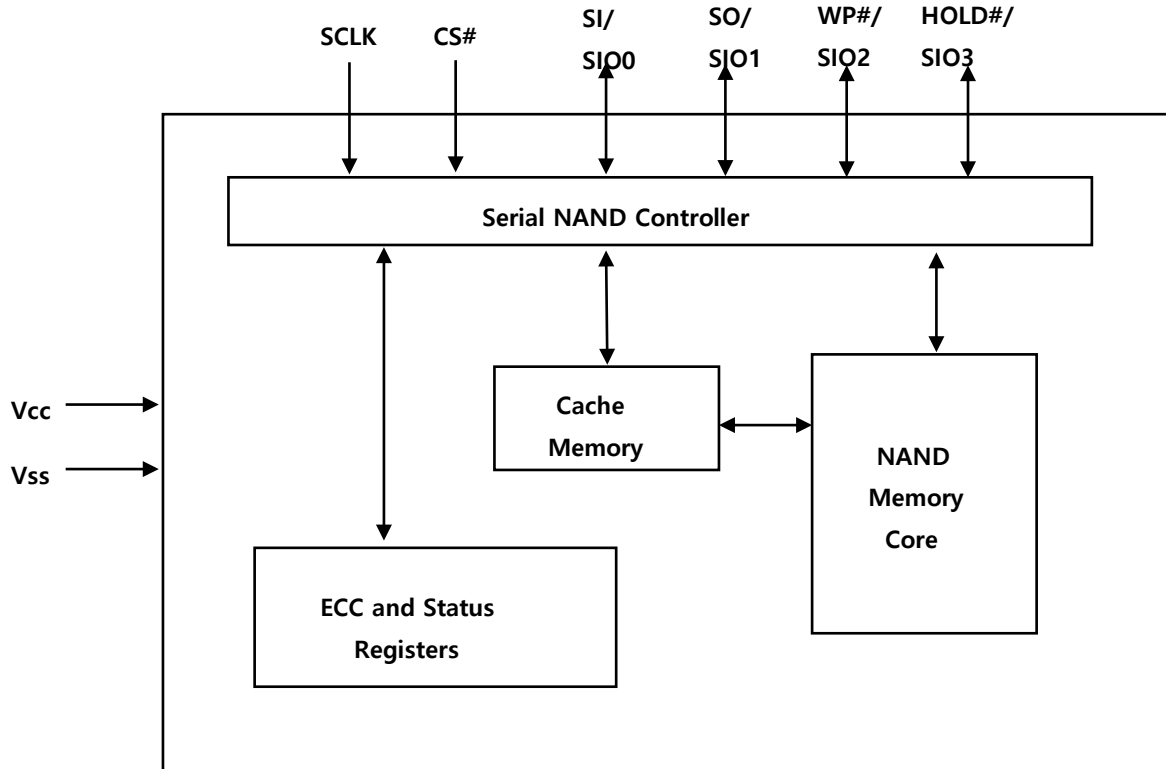 SCLK
CS#
SI/
SIO0
SO/
SIO1
WP#/
SIO2
HOLD#/
SIO3
Serial NAND Controller
Cache
Memory
NAND
Memory
Core
Vcc
Vss
ECC and Status
Registers